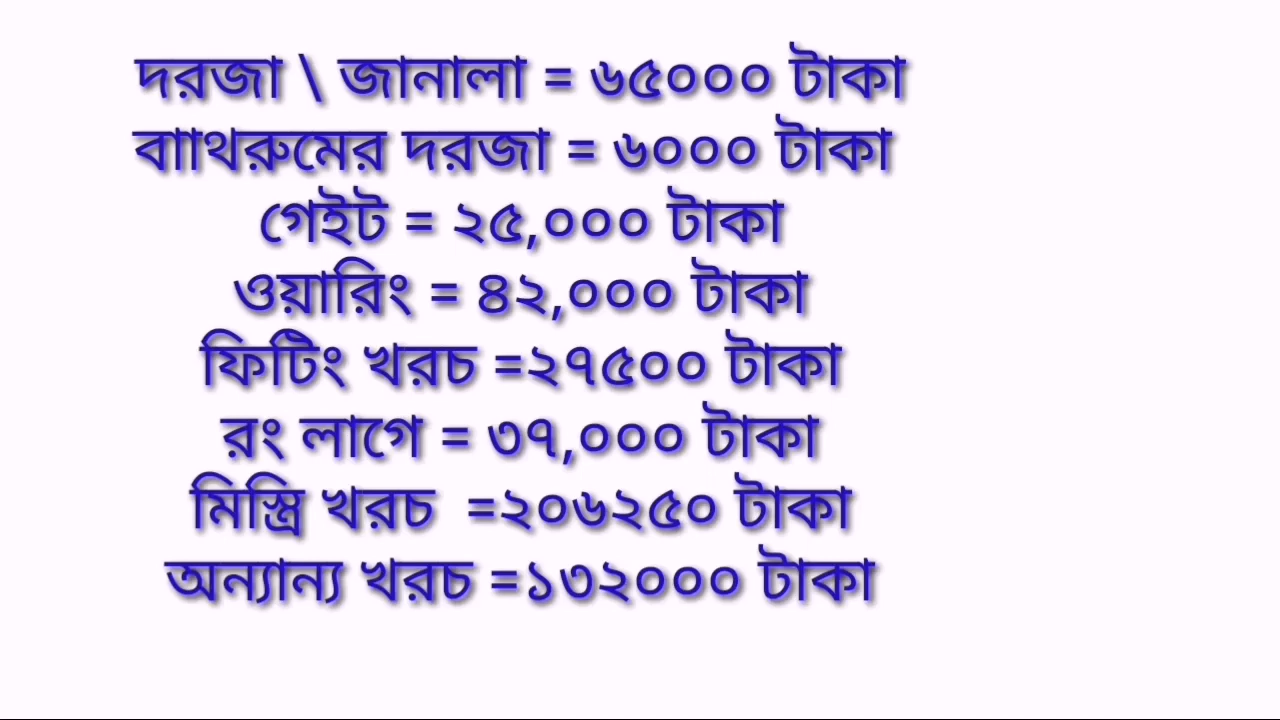 দরজা \ জানালা = ৬৫০০০ টাকা
বাাথরুমের দরজা = ৬০০০ টাকা
গেইট = ২৫,০০০ টাকা
ওয়ারিং = ৪২,০০০ টাকা
ফিটিং খরচ =২৭৫০০ টাকা
রং লাগে = ৩৭,০০০ টাকা
মিস্ত্রি খরচ =২০৬২৫০ টাকা
অন্যান্য খরচ =১৩২০০০ টাকা